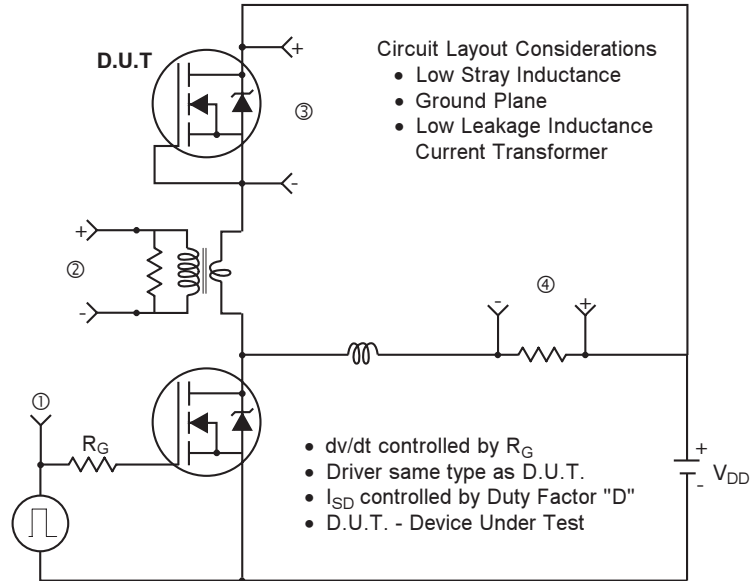 D.U.T
+
-
③
Circuit Layout Considerations
• Low Stray Inductance
• Ground Plane
• Low Leakage Inductance
Current Transformer
+
②
-
④
-
+
①
R_G
• dv/dt controlled by R_G
• Driver same type as D.U.T.
• I_SD controlled by Duty Factor "D"
• D.U.T. - Device Under Test
+
-
V_DD